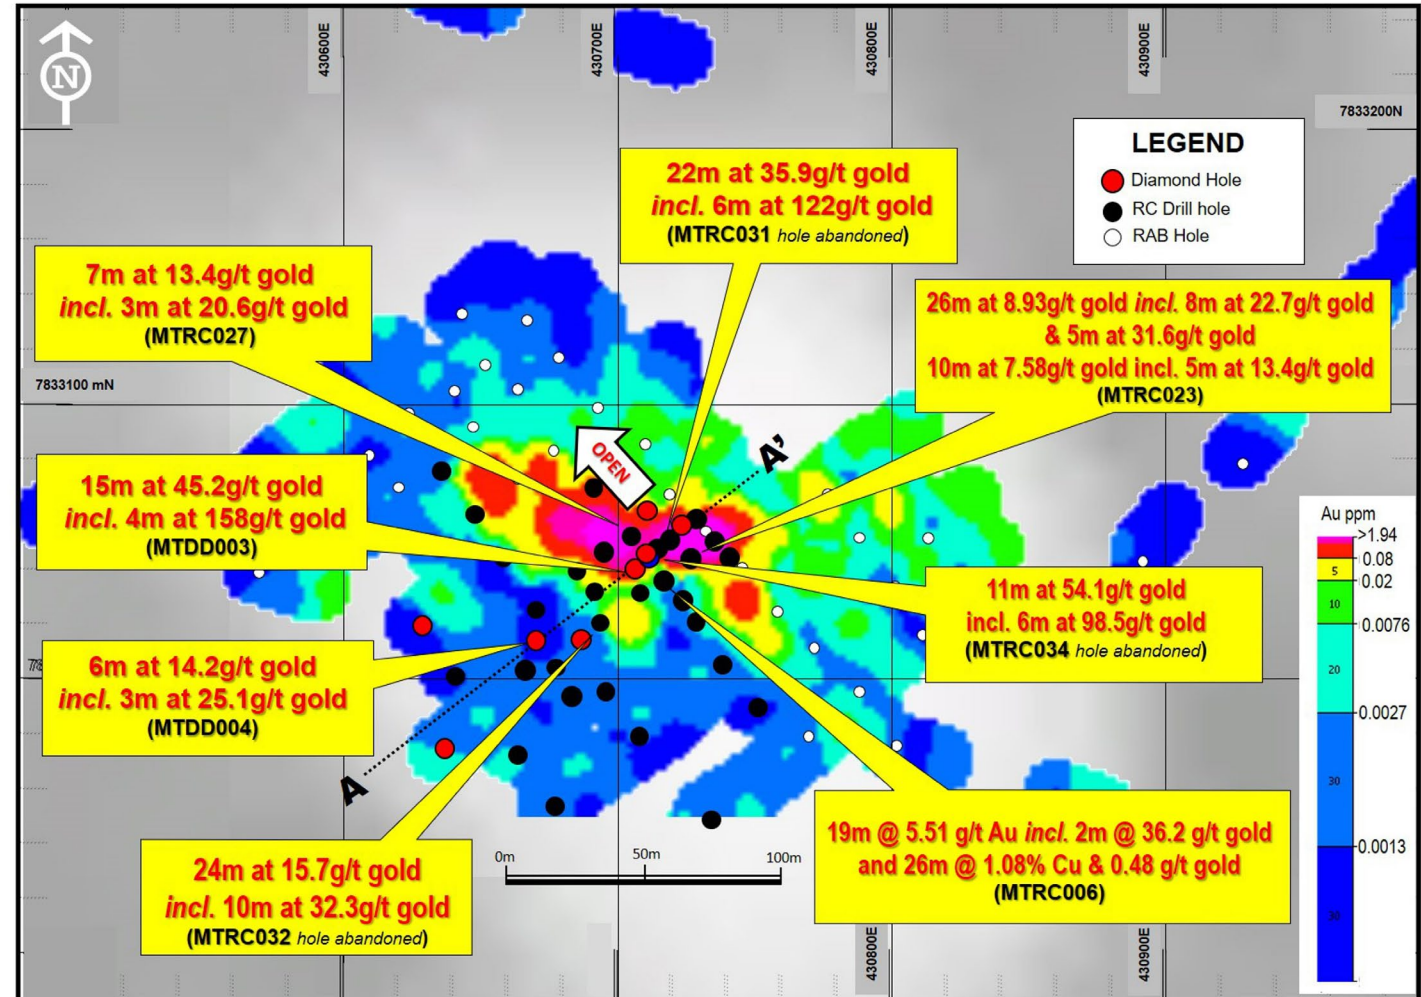 N
430600E
430700E
430800E
430900E
7833200N
LEGEND
Diamond Hole
RC Drill hole
RAB Hole
22m at 35.9g/t gold
incl. 6m at 122g/t gold
(MTRC031 hole abandoned)
7m at 13.4g/t gold
incl. 3m at 20.6g/t gold
(MTRC027)
26m at 8.93g/t gold incl. 8m at 22.7g/t gold
& 5m at 31.6g/t gold
10m at 7.58g/t gold incl. 5m at 13.4g/t gold
(MTRC023)
7833100 mN
OPEN
A'
15m at 45.2g/t gold
incl. 4m at 158g/t gold
(MTDD003)
Au ppm
>1.94
0.08
5
0.02
10
0.0076
20
0.0027
30
0.0013
30
11m at 54.1g/t gold
incl. 6m at 98.5g/t gold
(MTRC034 hole abandoned)
6m at 14.2g/t gold
incl. 3m at 25.1g/t gold
(MTDD004)
A
19m @ 5.51 g/t Au incl. 2m @ 36.2 g/t gold
and 26m @ 1.08% Cu & 0.48 g/t gold
(MTRC006)
24m at 15.7g/t gold
incl. 10m at 32.3g/t gold
(MTRC032 hole abandoned)
0m
50m
100m
430800E
430900E